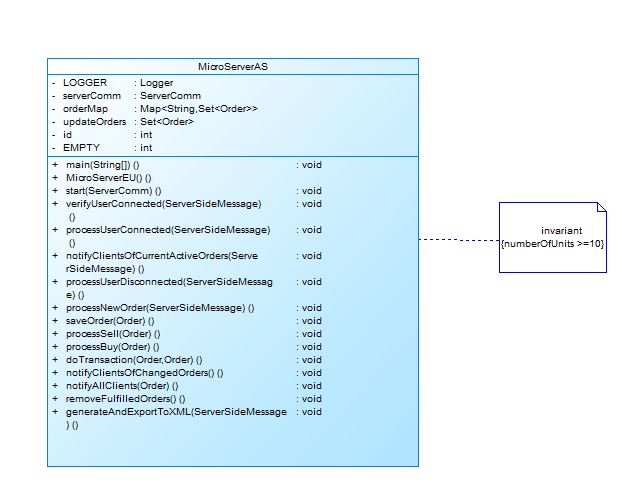 MicroServerAS
- LOGGER : Logger
- serverComm : ServerComm
- orderMap : Map<String,Set<Order>>
- updateOrders : Set<Order>
- id : int
- EMPTY : int
+ main(String[]) () : void
+ MicroServerEU() ()
+ start(ServerComm) () : void
+ verifyUserConnected(ServerSideMessage) : void
()
+ processUserConnected(ServerSideMessage) : void
()
+ notifyClientsOfCurrentActiveOrders(Serve : void
rSideMessage) ()
+ processUserDisconnected(ServerSideMessag : void
e) ()
+ processNewOrder(ServerSideMessage) () : void
+ saveOrder(Order) () : void
+ processSell(Order) () : void
+ processBuy(Order) () : void
+ doTransaction(Order,Order) () : void
+ notifyClientsOfChangedOrders() () : void
+ notifyAllClients(Order) () : void
+ removeFulfilledOrders() () : void
+ generateAndExportToXML(ServerSideMessage : void
) ()
invariant
{numberOfUnits >=10}